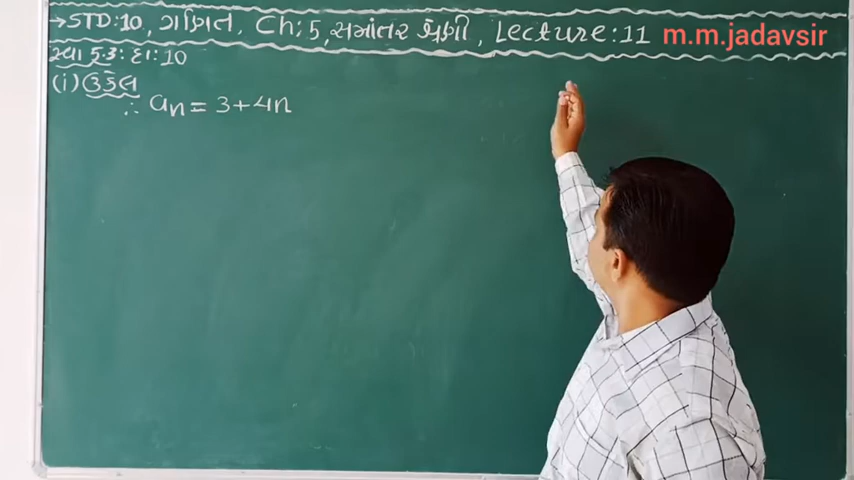 →STD:10, ગણિત, Ch:5, સમાંતર શ્રેણી, Lecture:11 m.m.jadavsir
સ્વા 5.3: દા:10
(i) ઉકેલ
∴ an = 3+4n